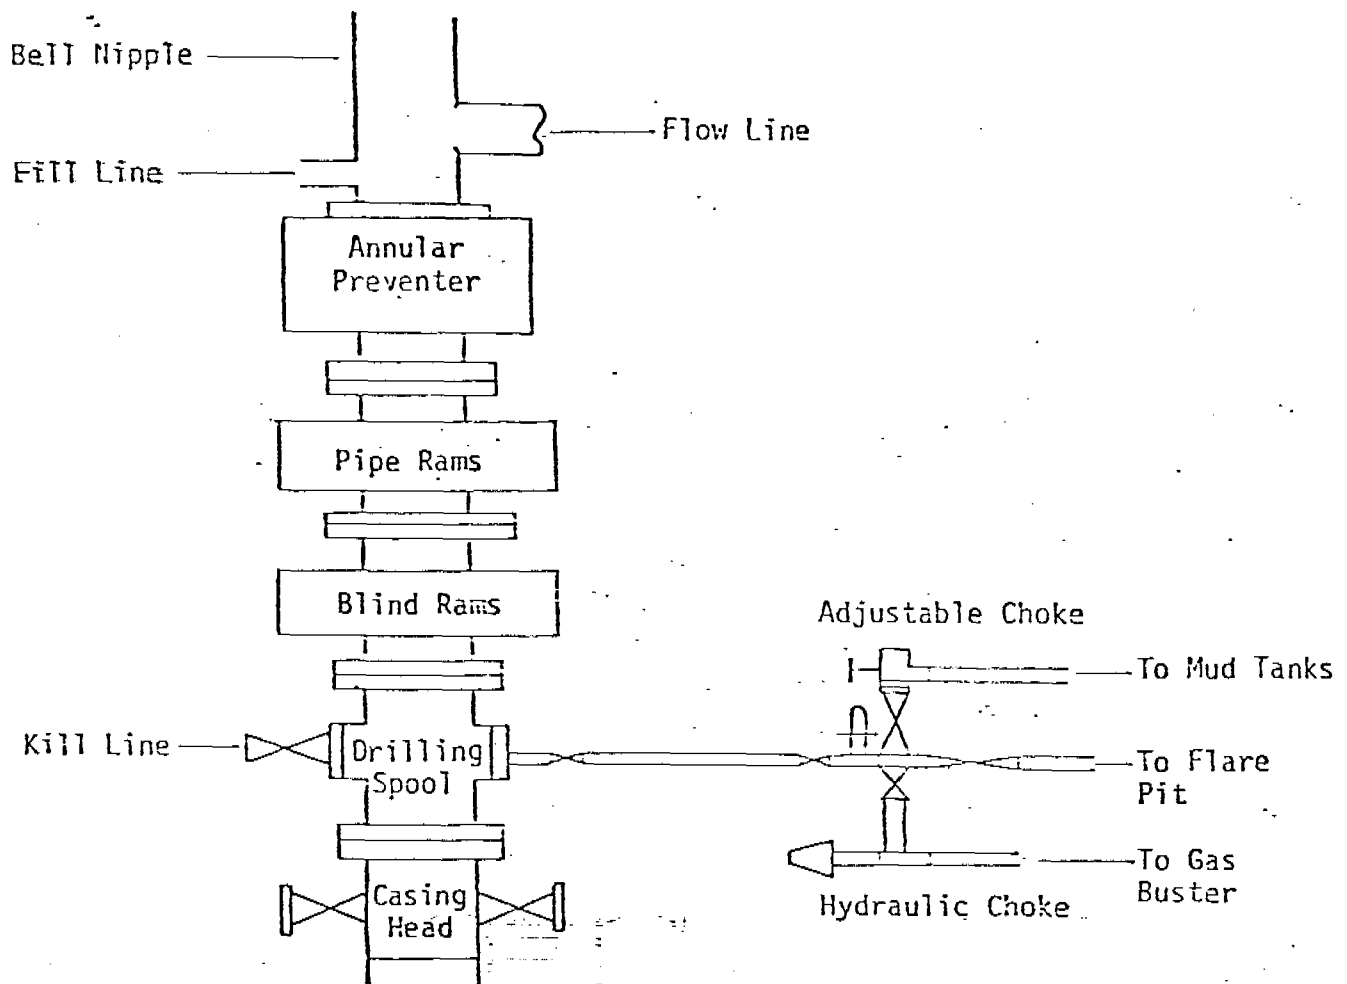 Bell Nipple
Flow Line
Fill Line
Annular
Preventer
Pipe Rams
Blind Rams
Adjustable Choke
To Mud Tanks
Kill Line
Drilling
Spool
To Flare
Pit
To Gas
Buster
Hydraulic Choke
Casing
Head